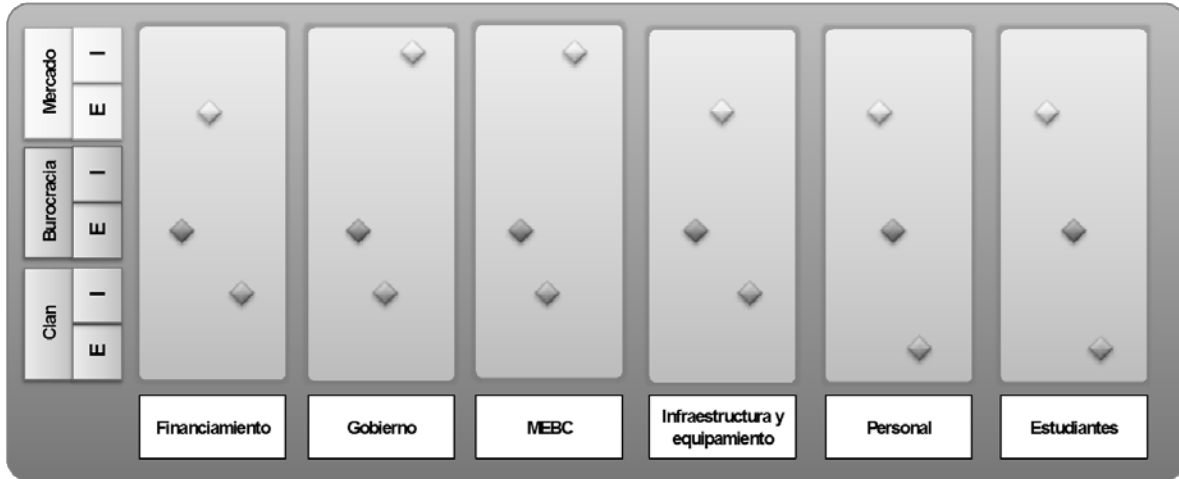 Mercado
I
E
Burocracia
I
E
Clan
I
E
Financiamiento
Gobierno
MEBC
Infraestructura y
equipamiento
Personal
Estudiantes